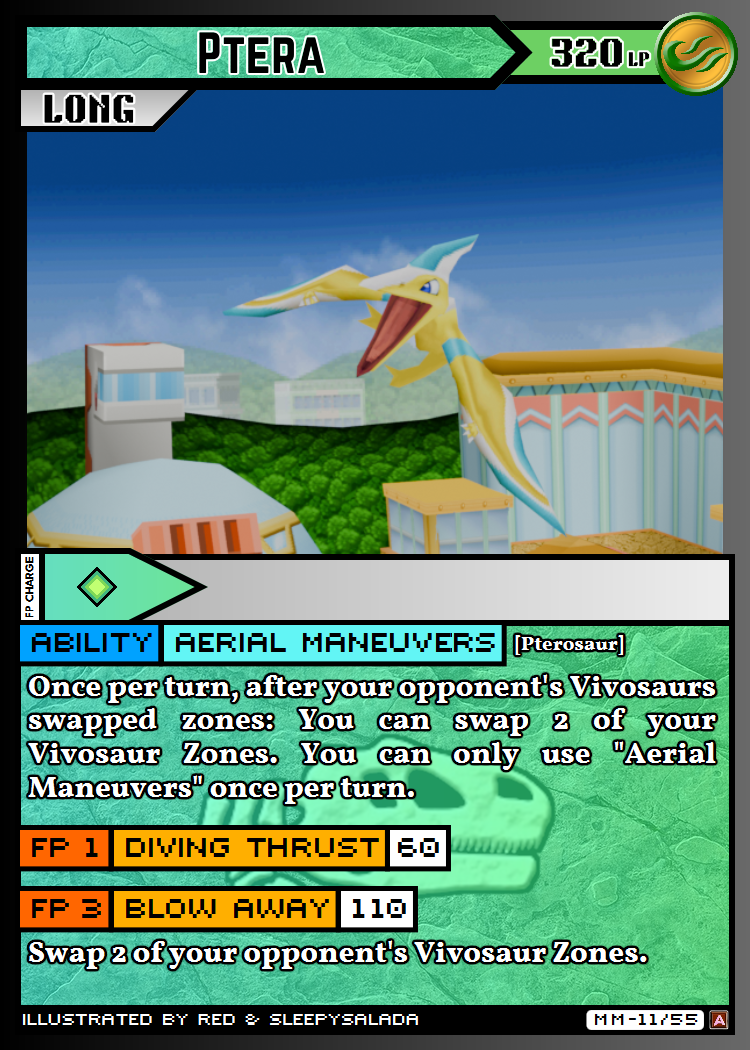 PTERA
320 LP
LONG
FP CHARGE
ABILITY AERIAL MANEUVERS [Pterosaur]
Once per turn, after your opponent's Vivosaurs
swapped zones: You can swap 2 of your
Vivosaur Zones. You can only use "Aerial
Maneuvers" once per turn.
FP 1 DIVING THRUST 60
FP 3 BLOW AWAY 110
Swap 2 of your opponent's Vivosaur Zones.
ILLUSTRATED BY RED & SLEEPYSALADA
MM-11/55 A